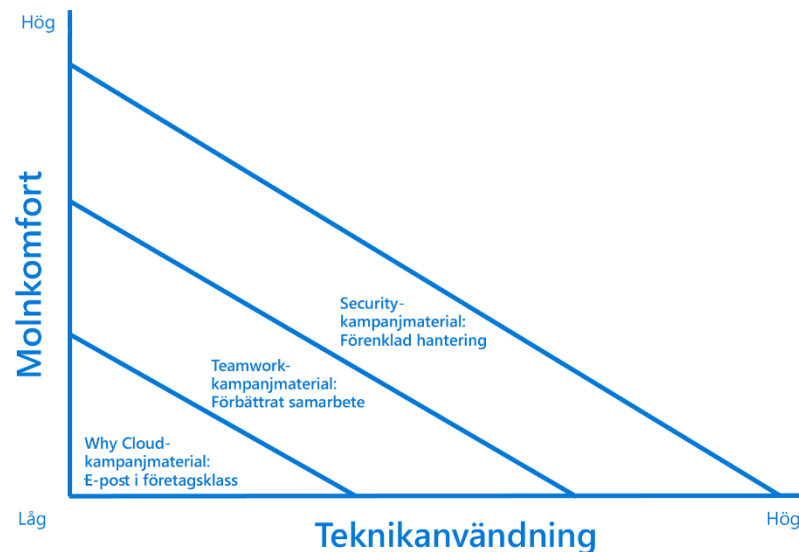 Hög
Molnkomfort
Security-
kampanjmaterial:
Förenklad hantering
Teamwork-
kampanjmaterial:
Förbättrat samarbete
Why Cloud-
kampanjmaterial:
E-post i företagsklass
Låg
Hög
Teknikanvändning